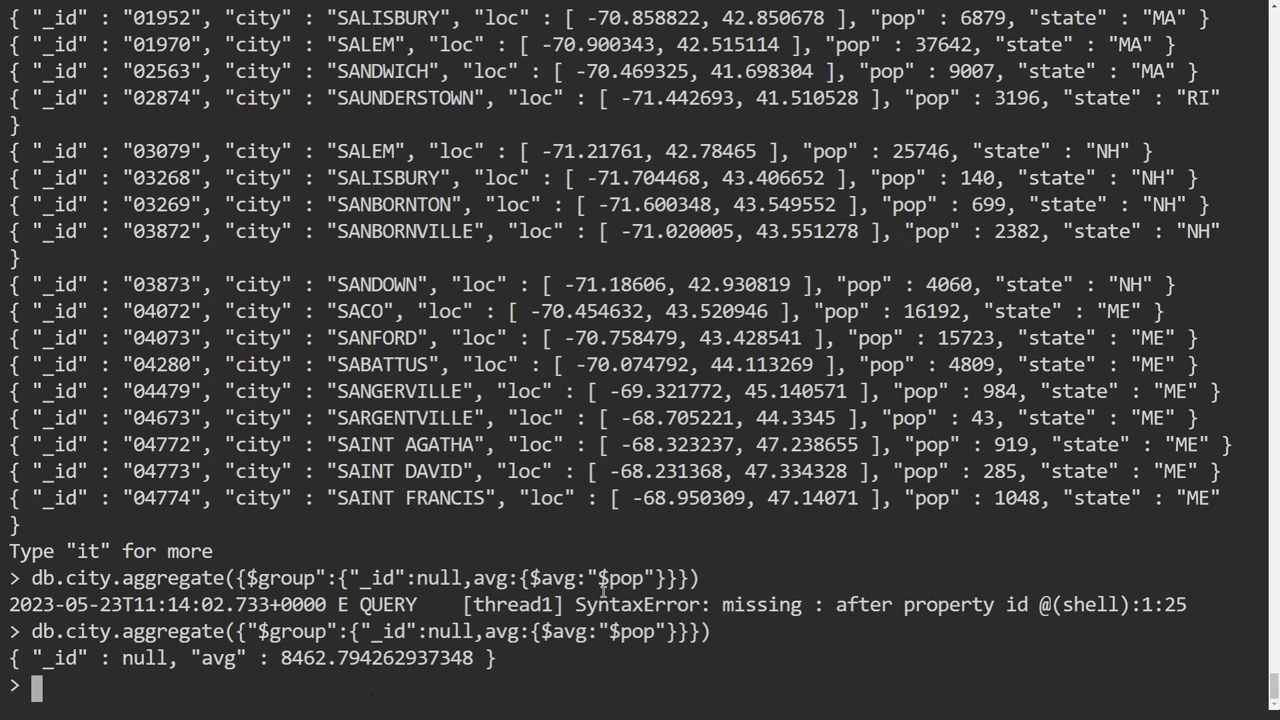 { "_id" : "01952", "city" : "SALISBURY", "loc" : [ -70.858822, 42.850678 ], "pop" : 6879, "state" : "MA" }
{ "_id" : "01970", "city" : "SALEM", "loc" : [ -70.900343, 42.515114 ], "pop" : 37642, "state" : "MA" }
{ "_id" : "02563", "city" : "SANDWICH", "loc" : [ -70.469325, 41.698304 ], "pop" : 9007, "state" : "MA" }
{ "_id" : "02874", "city" : "SAUNDERSTOWN", "loc" : [ -71.442693, 41.510528 ], "pop" : 3196, "state" : "RI"
}
{ "_id" : "03079", "city" : "SALEM", "loc" : [ -71.21761, 42.78465 ], "pop" : 25746, "state" : "NH" }
{ "_id" : "03268", "city" : "SALISBURY", "loc" : [ -71.704468, 43.406652 ], "pop" : 140, "state" : "NH" }
{ "_id" : "03269", "city" : "SANBORNTON", "loc" : [ -71.600348, 43.549552 ], "pop" : 699, "state" : "NH" }
{ "_id" : "03872", "city" : "SANBORNVILLE", "loc" : [ -71.020005, 43.551278 ], "pop" : 2382, "state" : "NH"
}
{ "_id" : "03873", "city" : "SANDOWN", "loc" : [ -71.18606, 42.930819 ], "pop" : 4060, "state" : "NH" }
{ "_id" : "04072", "city" : "SACO", "loc" : [ -70.454632, 43.520946 ], "pop" : 16192, "state" : "ME" }
{ "_id" : "04073", "city" : "SANFORD", "loc" : [ -70.758479, 43.428541 ], "pop" : 15723, "state" : "ME" }
{ "_id" : "04280", "city" : "SABATTUS", "loc" : [ -70.074792, 44.113269 ], "pop" : 4809, "state" : "ME" }
{ "_id" : "04479", "city" : "SANGERVILLE", "loc" : [ -69.321772, 45.140571 ], "pop" : 984, "state" : "ME" }
{ "_id" : "04673", "city" : "SARGENTVILLE", "loc" : [ -68.705221, 44.3345 ], "pop" : 43, "state" : "ME" }
{ "_id" : "04772", "city" : "SAINT AGATHA", "loc" : [ -68.323237, 47.238655 ], "pop" : 919, "state" : "ME" }
{ "_id" : "04773", "city" : "SAINT DAVID", "loc" : [ -68.231368, 47.334328 ], "pop" : 285, "state" : "ME" }
{ "_id" : "04774", "city" : "SAINT FRANCIS", "loc" : [ -68.950309, 47.14071 ], "pop" : 1048, "state" : "ME"
}
Type "it" for more
> db.city.aggregate({$group":{"_id":null,avg:{$avg:"$pop"}}})
2023-05-23T11:14:02.733+0000 E QUERY    [thread1] SyntaxError: missing : after property id @(shell):1:25
> db.city.aggregate({"$group":{"_id":null,avg:{$avg:"$pop"}}})
{ "_id" : null, "avg" : 8462.794262937348 }
>